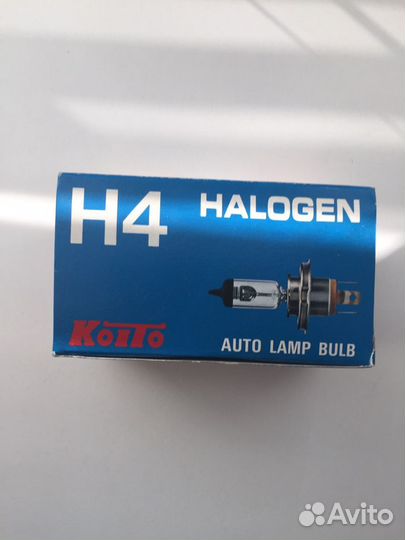 H4 HALOGEN
KOITO
AUTO LAMP BULB
Avito